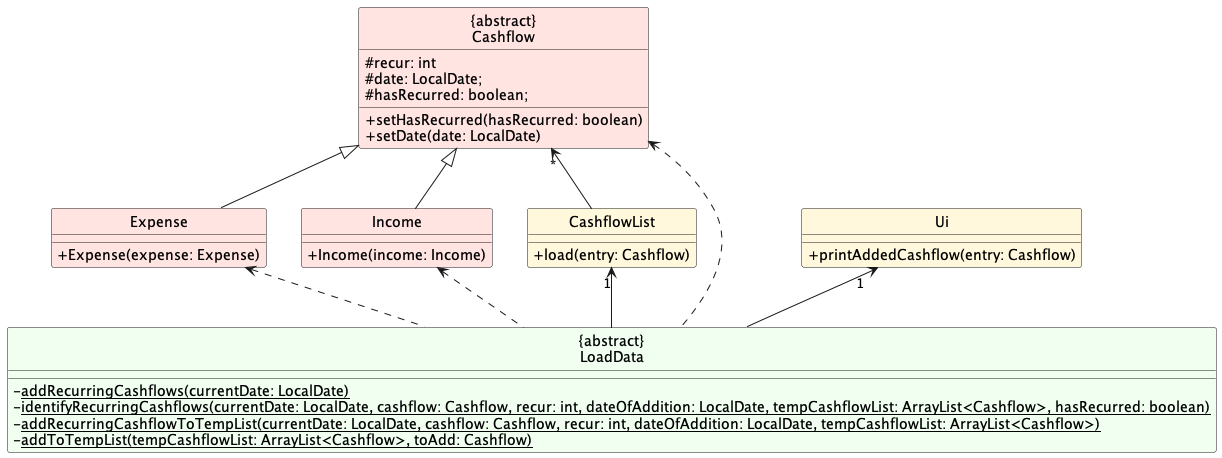 {abstract}
Cashflow
#recur: int
#date: LocalDate;
#hasRecurred: boolean;
+setHasRecurred(hasRecurred: boolean)
+setDate(date: LocalDate)
*
Expense
+Expense(expense: Expense)
Income
+Income(income: Income)
CashflowList
+load(entry: Cashflow)
Ui
+printAddedCashflow(entry: Cashflow)
1
1
{abstract}
LoadData
-addRecurringCashflows(currentDate: LocalDate)
-identifyRecurringCashflows(currentDate: LocalDate, cashflow: Cashflow, recur: int, dateOfAddition: LocalDate, tempCashflowList: ArrayList<Cashflow>, hasRecurred: boolean)
-addRecurringCashflowToTempList(currentDate: LocalDate, cashflow: Cashflow, recur: int, dateOfAddition: LocalDate, tempCashflowList: ArrayList<Cashflow>)
-addToTempList(tempCashflowList: ArrayList<Cashflow>, toAdd: Cashflow)